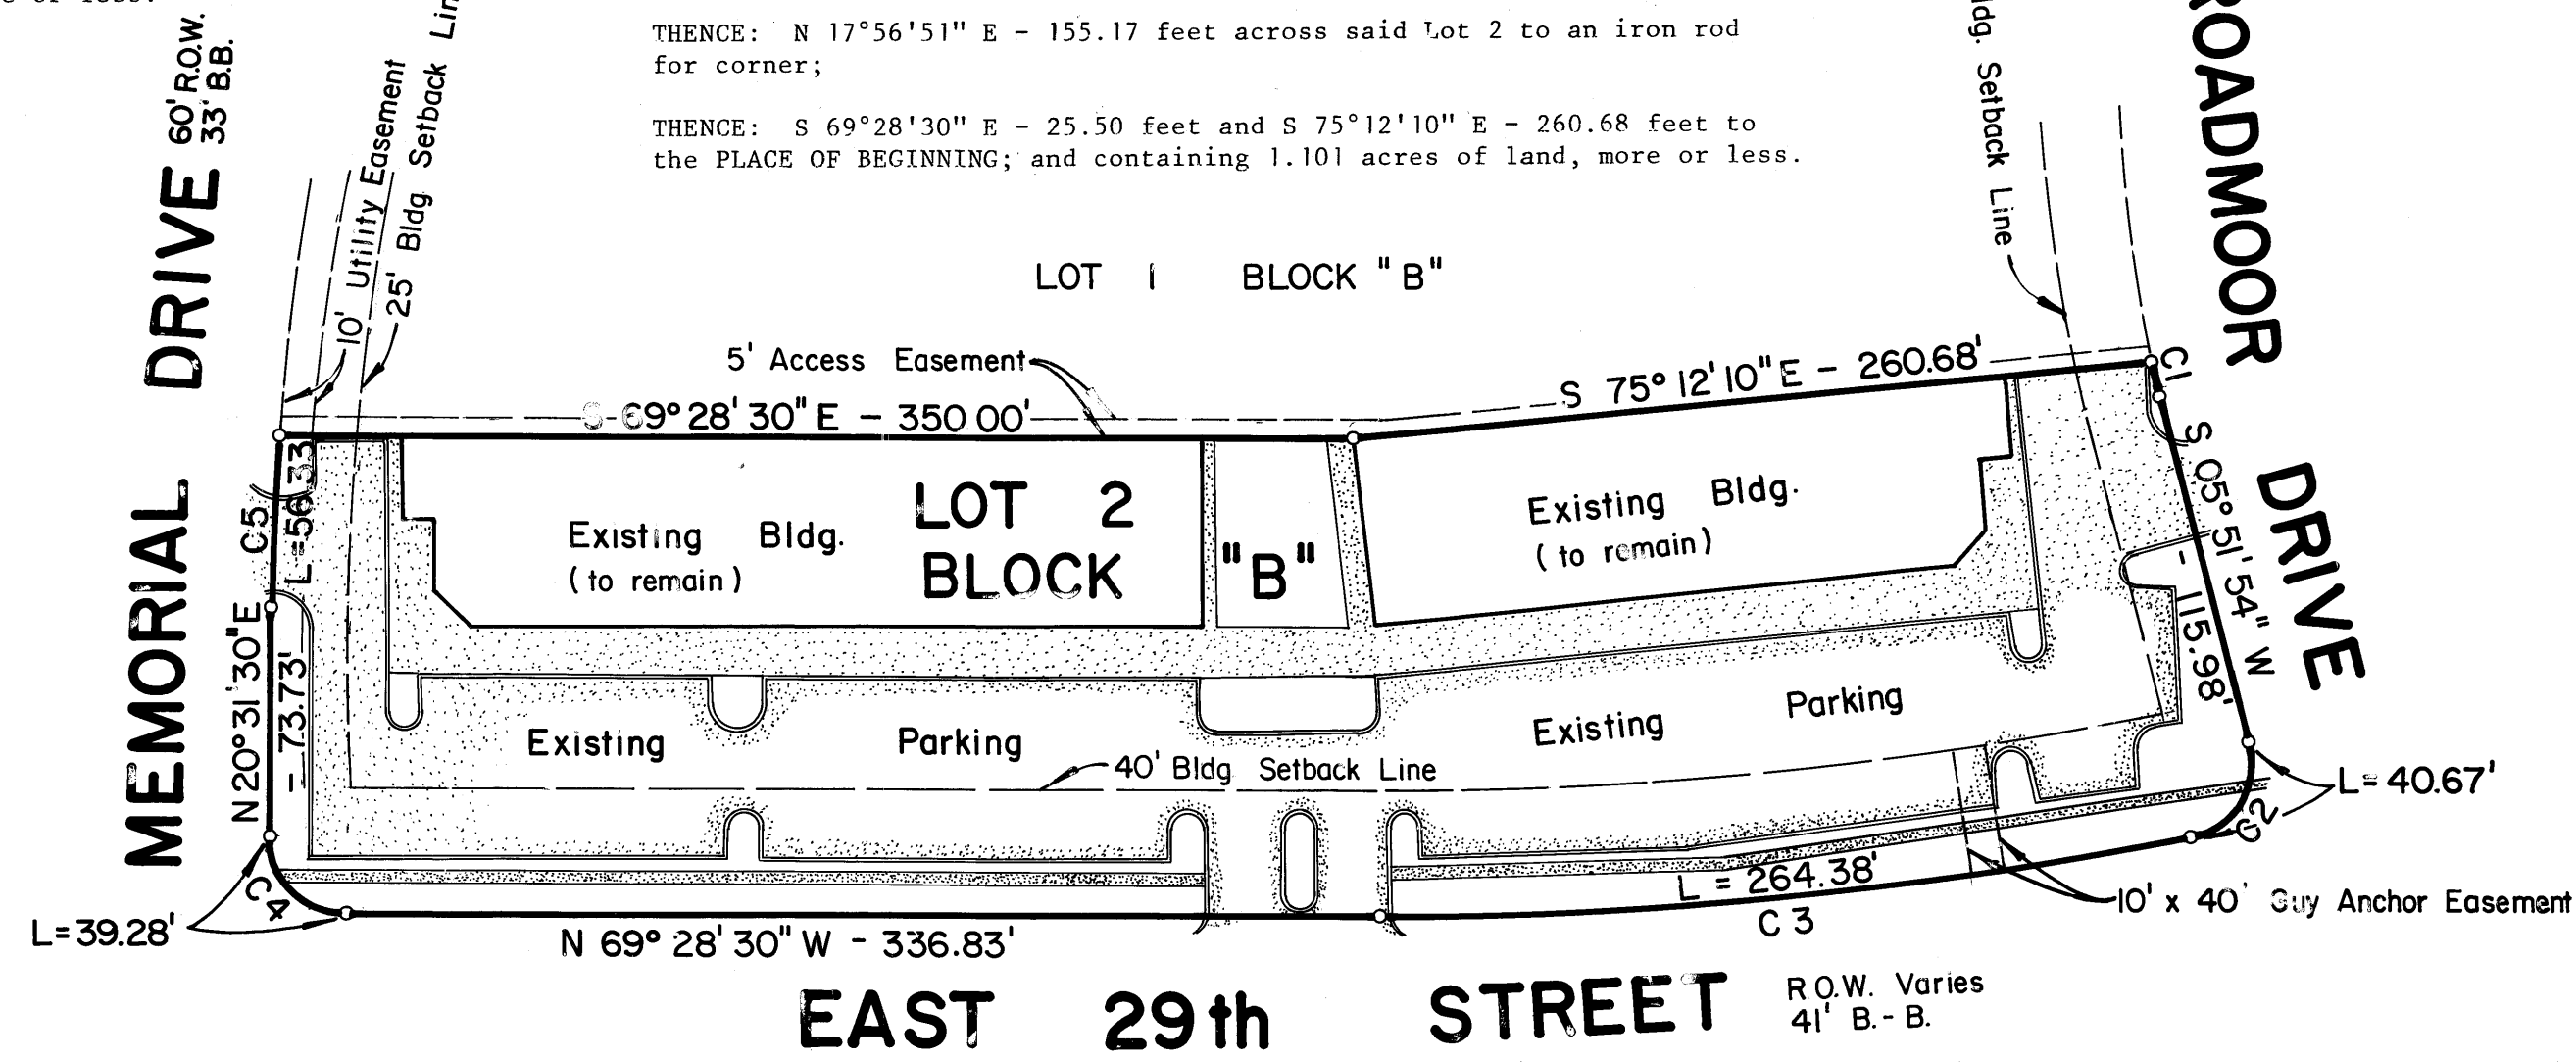 THENCE: N 17°56'51" E - 155.17 feet across said Lot 2 to an iron rod
for corner;
THENCE: S 69°28'30" E - 25.50 feet and S 75°12'10" E - 260.68 feet to
the PLACE OF BEGINNING; and containing 1.101 acres of land, more or less.
MEMORIAL DRIVE
60' R.O.W.
33' B.B.
10' Utility Easement
25' Bldg Setback
Bldg. Setback Line
ROADMOOR DRIVE
LOT 1 BLOCK "B"
5' Access Easement
S 69° 28' 30" E - 350 00'
S 75° 12' 10" E - 260.68'
C1
S 05° 51' 54" W - 115.98'
C5 L=56.33
N 20° 31' 30" E - 73.73'
LOT 2
BLOCK "B"
Existing Bldg.
(to remain)
Existing Bldg.
(to remain)
Existing Parking
Existing Parking
40' Bldg Setback Line
L= 40.67'
C2
L = 264.38'
C 3
10' x 40' Guy Anchor Easement
C4
L=39.28'
N 69° 28' 30" W - 336.83'
EAST 29th STREET
R O.W. Varies
41' B.- B.